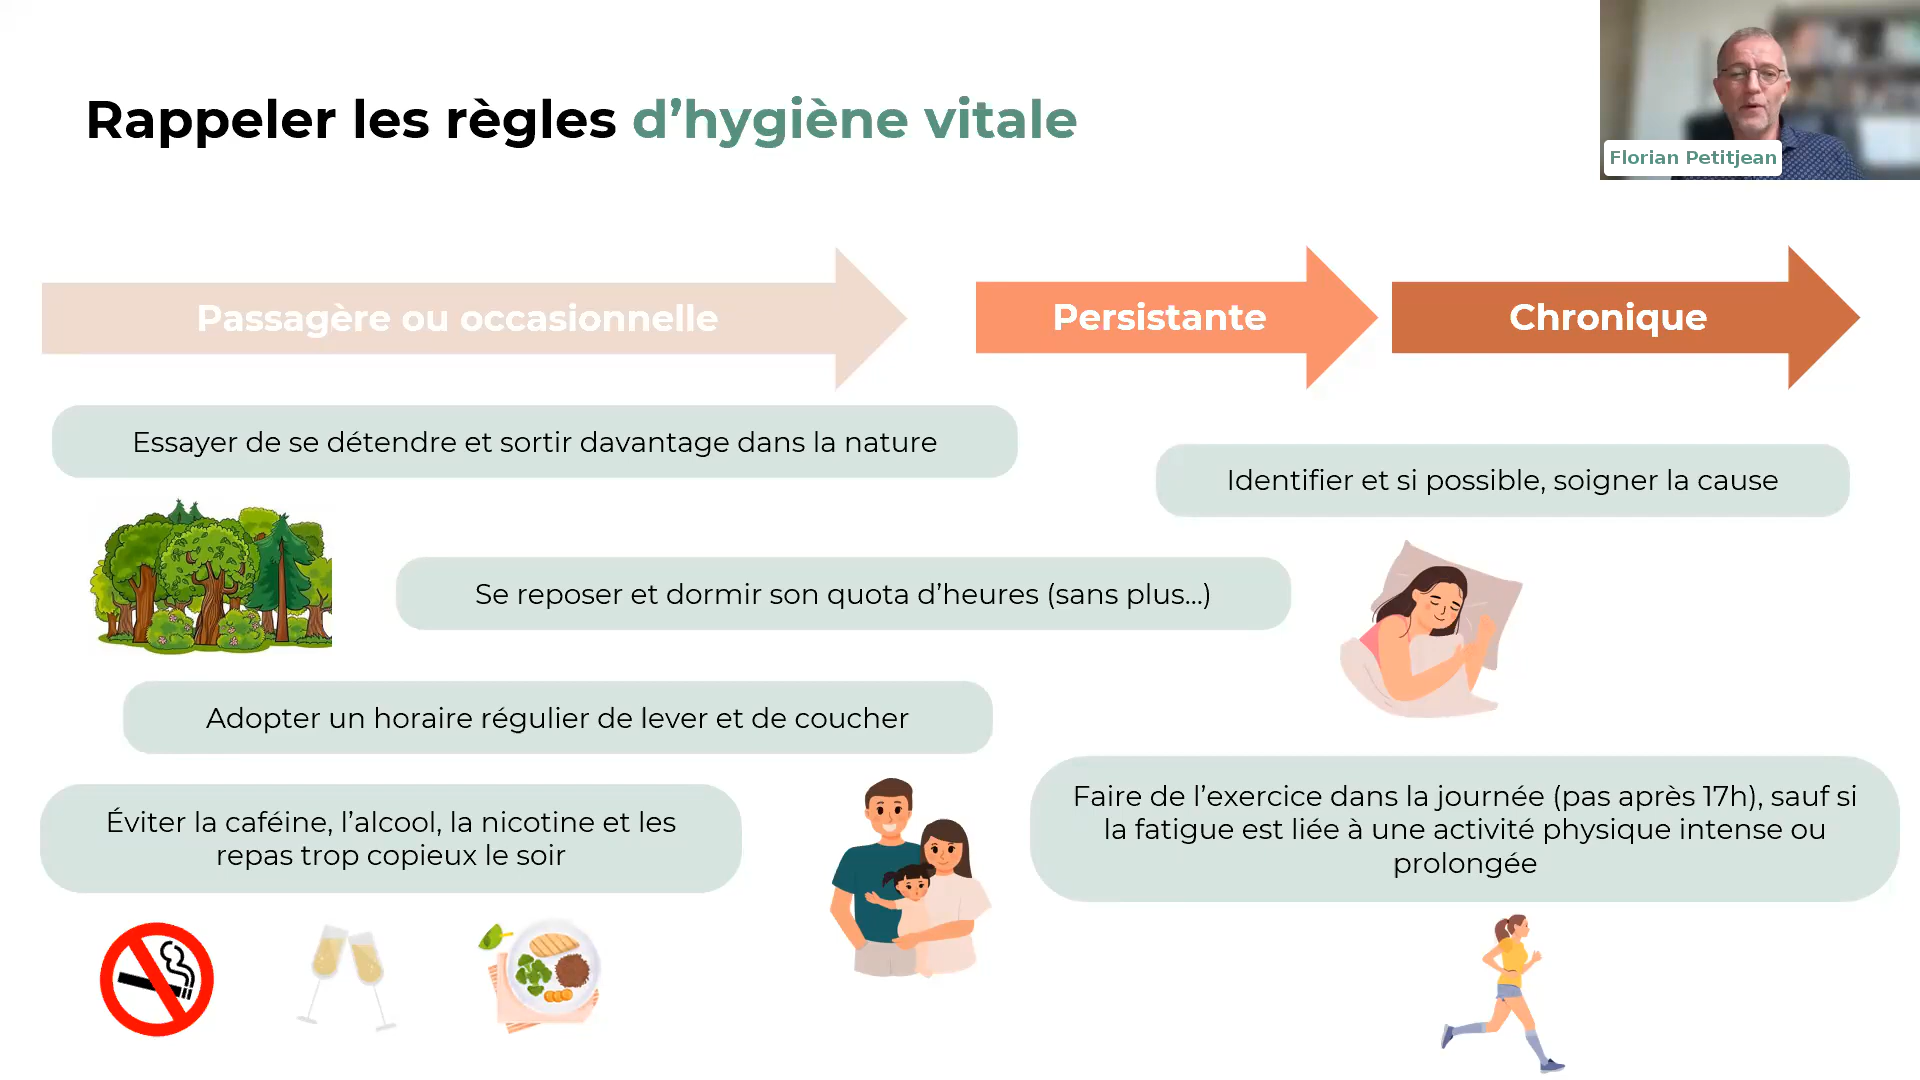 Rappeler les règles d’hygiène vitale
Florian Petitjean
Passagère ou occasionnelle
Persistante
Chronique
Essayer de se détendre et sortir davantage dans la nature
Identifier et si possible, soigner la cause
Se reposer et dormir son quota d’heures (sans plus...)
Adopter un horaire régulier de lever et de coucher
Éviter la caféine, l’alcool, la nicotine et les
repas trop copieux le soir
Faire de l’exercice dans la journée (pas après 17h), sauf si
la fatigue est liée à une activité physique intense ou
prolongée